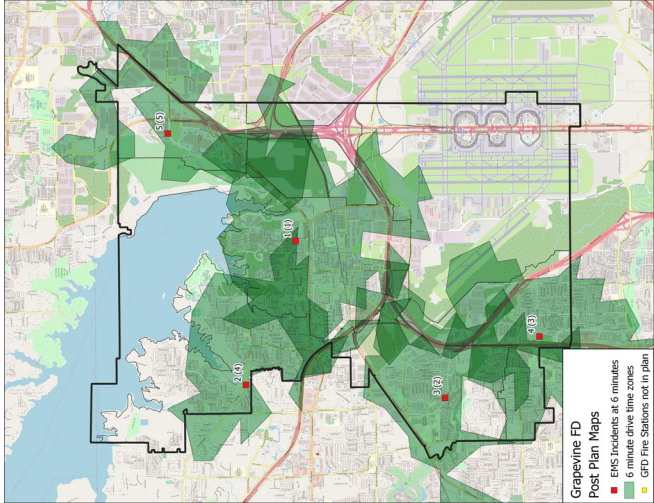 5 (5)
1 (1)
2 (4)
4 (3)
3 (2)
Grapevine FD
Post Plan Maps
EMS Incidents at 6 minutes
6 minute drive time zones
GFD Fire Stations not in plan